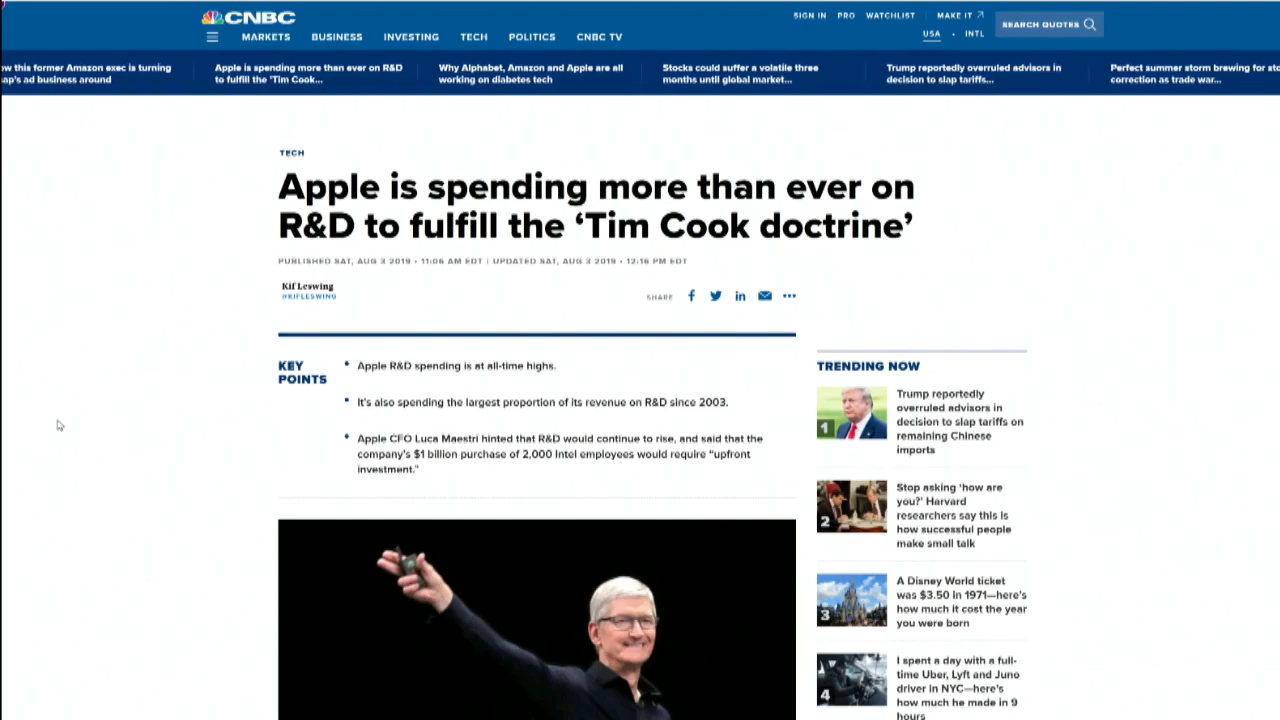 CNBC
SIGN IN PRO WATCHLIST MAKE IT
USA • INTL
SEARCH QUOTES
MARKETS BUSINESS INVESTING TECH POLITICS CNBC TV
ow this former Amazon exec is turning
ap's ad business around
Apple is spending more than ever on R&D
to fulfill the 'Tim Cook...
Why Alphabet, Amazon and Apple are all
working on diabetes tech
Stocks could suffer a volatile three
months until global market...
Trump reportedly overruled advisors in
decision to slap tariffs...
Perfect summer storm brewing for sto
correction as trade war...
TECH
Apple is spending more than ever on
R&D to fulfill the ‘Tim Cook doctrine’
PUBLISHED SAT, AUG 3 2019 • 11:06 AM EDT | UPDATED SAT, AUG 3 2019 • 12:16 PM EDT
Kif Leswing
@KIFLESWING
SHARE
KEY
POINTS
• Apple R&D spending is at all-time highs.
• It's also spending the largest proportion of its revenue on R&D since 2003.
• Apple CFO Luca Maestri hinted that R&D would continue to rise, and said that the
company's $1 billion purchase of 2,000 Intel employees would require “upfront
investment.”
TRENDING NOW
1
Trump reportedly
overruled advisors in
decision to slap tariffs on
remaining Chinese
imports
2
Stop asking ‘how are
you?’ Harvard
researchers say this is
how successful people
make small talk
3
A Disney World ticket
was $3.50 in 1971—here's
how much it cost the year
you were born
4
I spent a day with a full-
time Uber, Lyft and Juno
driver in NYC—here's
how much he made in 9
hours